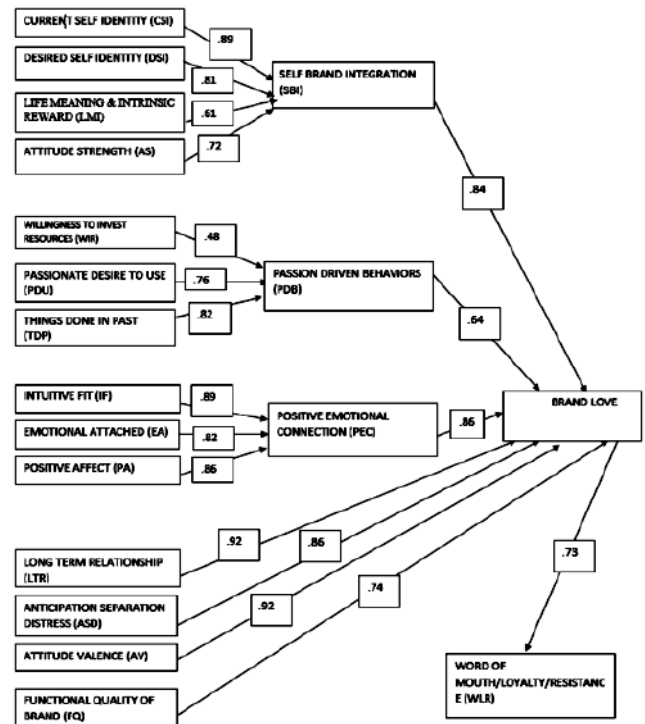 CURRENT SELF IDENTITY (CSI)
.89
DESIRED SELF IDENTITY (DSI)
.81
SELF BRAND INTEGRATION
(SBI)
LIFE MEANING & INTRINSIC
REWARD (LMI)
.61
ATTITUDE STRENGTH (AS)
.72
.84
WILLINGNESS TO INVEST
RESOURCES (WIR)
.48
PASSIONATE DESIRE TO USE
(PDU)
.76
PASSION DRIVEN BEHAVIORS
(PDB)
THINGS DONE IN PAST
(TDP)
.82
.64
INTUITIVE FIT (IF)
.89
EMOTIONAL ATTACHED (EA)
.82
POSITIVE EMOTIONAL
CONNECTION (PEC)
.86
BRAND LOVE
POSITIVE AFFECT (PA)
.86
LONG TERM RELATIONSHIP
(LTR)
.92
ANTICIPATION SEPARATION
DISTRESS (ASD)
.86
ATTITUDE VALENCE (AV)
.92
FUNCTIONAL QUALITY OF
BRAND (FQ)
.74
.73
WORD OF
MOUTH/LOYALTY/RESISTANC
E (WLR)